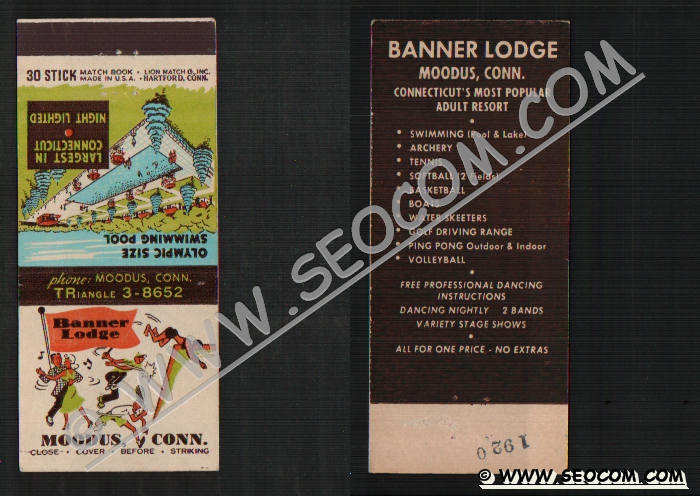 30 STICK MATCH BOOK • LION MATCH CO., INC.
MADE IN U.S.A. • HARTFORD, CONN.
LARGEST IN
CONNECTICUT
•
NIGHT LIGHTED
OLYMPIC SIZE
SWIMMING POOL
phone: MOODUS, CONN.
TRIANGLE 3-8652
Banner
Lodge
MOODUS, CONN.
CLOSE • COVER • BEFORE • STRIKING
BANNER LODGE
MOODUS, CONN.
CONNECTICUT'S MOST POPULAR
ADULT RESORT
• SWIMMING (Pool & Lake)
• ARCHERY
• TENNIS
• SOFTBALL (2 Fields)
• BASKETBALL
• BOATS
• WATER SKEETERS
• GOLF DRIVING RANGE
• PING PONG Outdoor & Indoor
• VOLLEYBALL
FREE PROFESSIONAL DANCING
INSTRUCTIONS
DANCING NIGHTLY 2 BANDS
VARIETY STAGE SHOWS
ALL FOR ONE PRICE - NO EXTRAS
1920
© WWW.SEOCOM.COM
© WWW.SEOCOM.COM